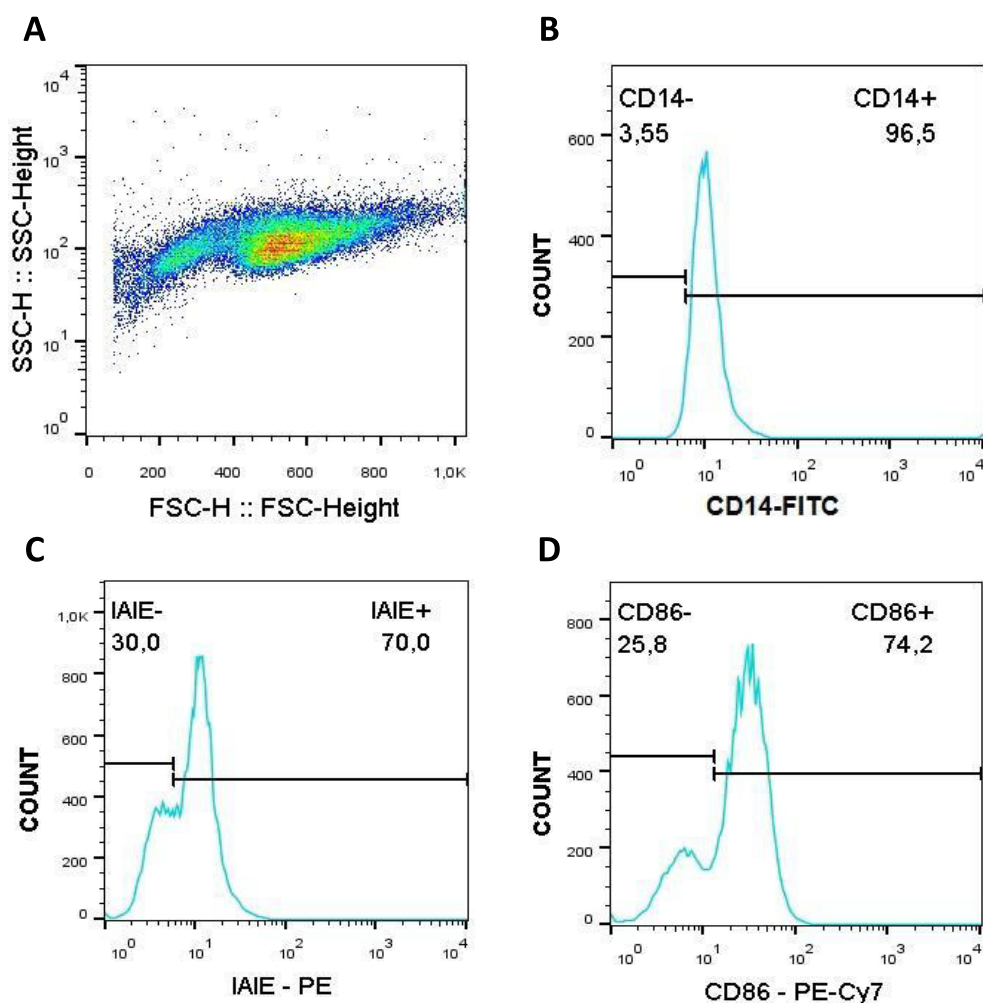 A
SSC-H :: SSC-Height
10^4
10^3
10^2
10^1
10^0
0 200 400 600 800 1,0K
FSC-H :: FSC-Height
B
CD14- CD14+
3,55 96,5
COUNT
600
400
200
0
10^0 10^1 10^2 10^3 10^4
CD14-FITC
C
IAIE- IAIE+
30,0 70,0
COUNT
1,0K
800
600
400
200
0
10^0 10^1 10^2 10^3 10^4
IAIE - PE
D
CD86- CD86+
25,8 74,2
COUNT
800
600
400
200
0
10^0 10^1 10^2 10^3 10^4
CD86 - PE-Cy7